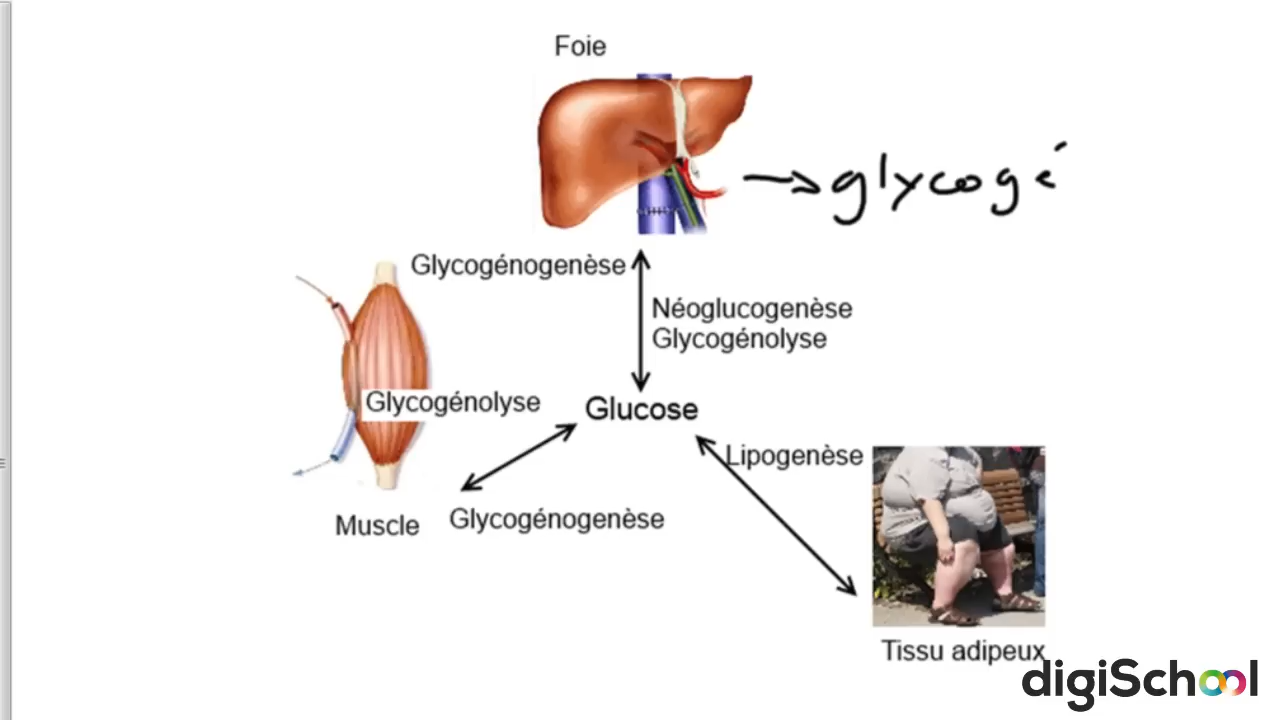 Foie
→glycogé
Glycogénogenèse
Néoglucogenèse
Glycogénolyse
Glycogénolyse
Glucose
Lipogenèse
Muscle
Glycogénogenèse
Tissu adipeux
digiSchool